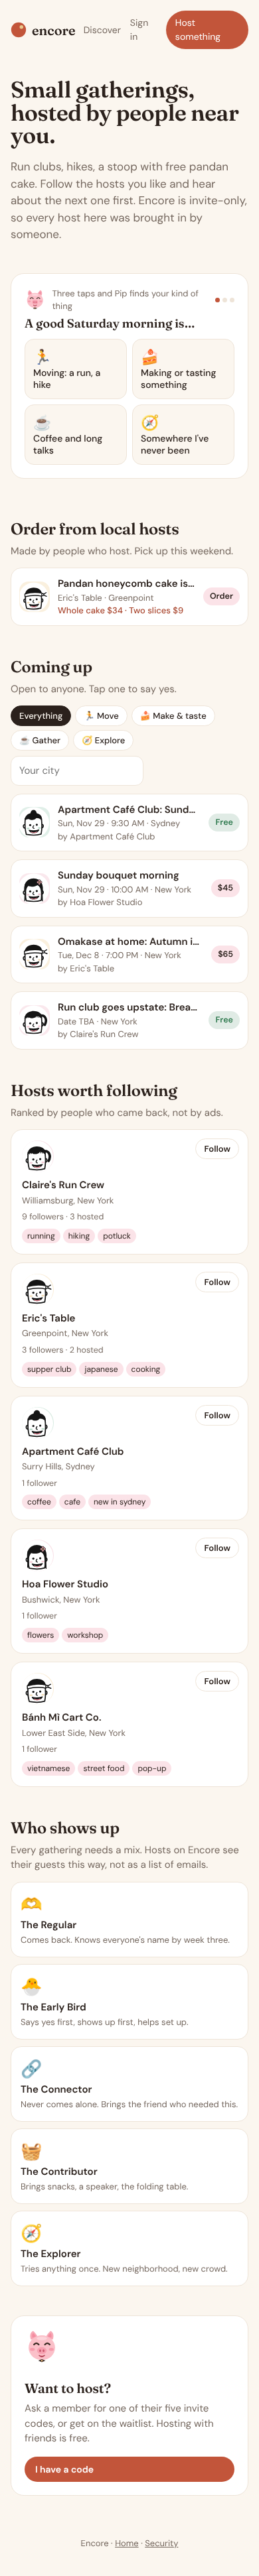 encore
Discover
Sign
in
Host
something
Small gatherings,
hosted by people near
you.
Run clubs, hikes, a stoop with free pandan
cake. Follow the hosts you like and hear
about the next one first. Encore is invite-only,
so every host here was brought in by
someone.
Three taps and Pip finds your kind of
thing
A good Saturday morning is...
Moving: a run, a
hike
Making or tasting
something
Coffee and long
talks
Somewhere I've
never been
Order from local hosts
Made by people who host. Pick up this weekend.
Pandan honeycomb cake is...
Eric's Table · Greenpoint
Whole cake $34 · Two slices $9
Order
Coming up
Open to anyone. Tap one to say yes.
Everything
Move
Make & taste
Gather
Explore
Your city
Apartment Café Club: Sund...
Sun, Nov 29 · 9:30 AM · Sydney
by Apartment Café Club
Free
Sunday bouquet morning
Sun, Nov 29 · 10:00 AM · New York
by Hoa Flower Studio
$45
Omakase at home: Autumn i...
Tue, Dec 8 · 7:00 PM · New York
by Eric's Table
$65
Run club goes upstate: Brea...
Date TBA · New York
by Claire's Run Crew
Free
Hosts worth following
Ranked by people who came back, not by ads.
Follow
Claire's Run Crew
Williamsburg, New York
9 followers · 3 hosted
running hiking potluck
Follow
Eric's Table
Greenpoint, New York
3 followers · 2 hosted
supper club japanese cooking
Follow
Apartment Café Club
Surry Hills, Sydney
1 follower
coffee cafe new in sydney
Follow
Hoa Flower Studio
Bushwick, New York
1 follower
flowers workshop
Follow
Bánh Mì Cart Co.
Lower East Side, New York
1 follower
vietnamese street food pop-up
Who shows up
Every gathering needs a mix. Hosts on Encore see
their guests this way, not as a list of emails.
The Regular
Comes back. Knows everyone's name by week three.
The Early Bird
Says yes first, shows up first, helps set up.
The Connector
Never comes alone. Brings the friend who needed this.
The Contributor
Brings snacks, a speaker, the folding table.
The Explorer
Tries anything once. New neighborhood, new crowd.
Want to host?
Ask a member for one of their five invite
codes, or get on the waitlist. Hosting with
friends is free.
I have a code
Encore · Home · Security